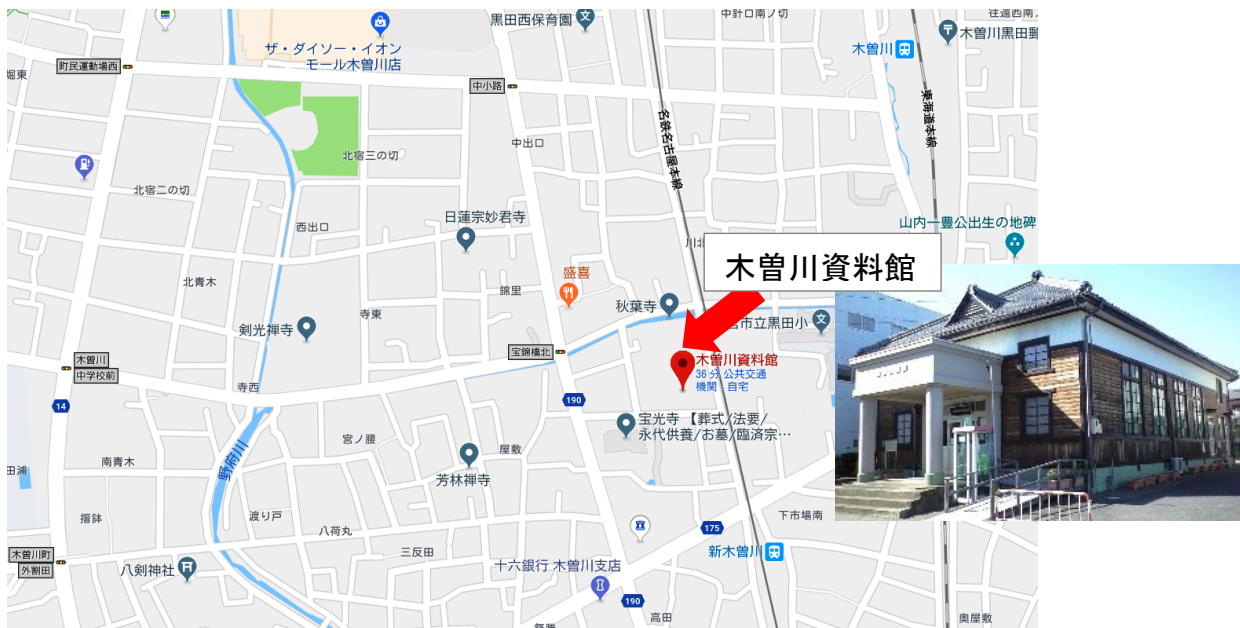 黒田西保育園
中針口南ノ切
往還西南ノ
木曽川黒田郵
ザ・ダイソー・イオン
モール木曽川店
木曽川
町民運動場西
堀東
中小路
東海道本線
名鉄名古屋本線
中出口
北宿三の切
北宿二の切
日蓮宗妙君寺
西出口
山内一豊公出生の地碑
川北
木曽川資料館
盛喜
北青木
錦里
秋葉寺
寺東
宮市立黒田小
剣光禅寺
宝錦橋北
木曽川
中学校前
木曽川資料館
36 分 公共交通
機関 - 自宅
寺西
14
190
宝光寺 【葬式/法要/
永代供養/お墓/臨済宗…
宮ノ腰
屋敷
野府川
南青木
田浦
芳林禅寺
摺鉢
渡り戸
八荷丸
下市場南
175
三反田
新木曽川
木曽川町
外割田
八剣神社
十六銀行 木曽川支店
190
高田
奥屋敷